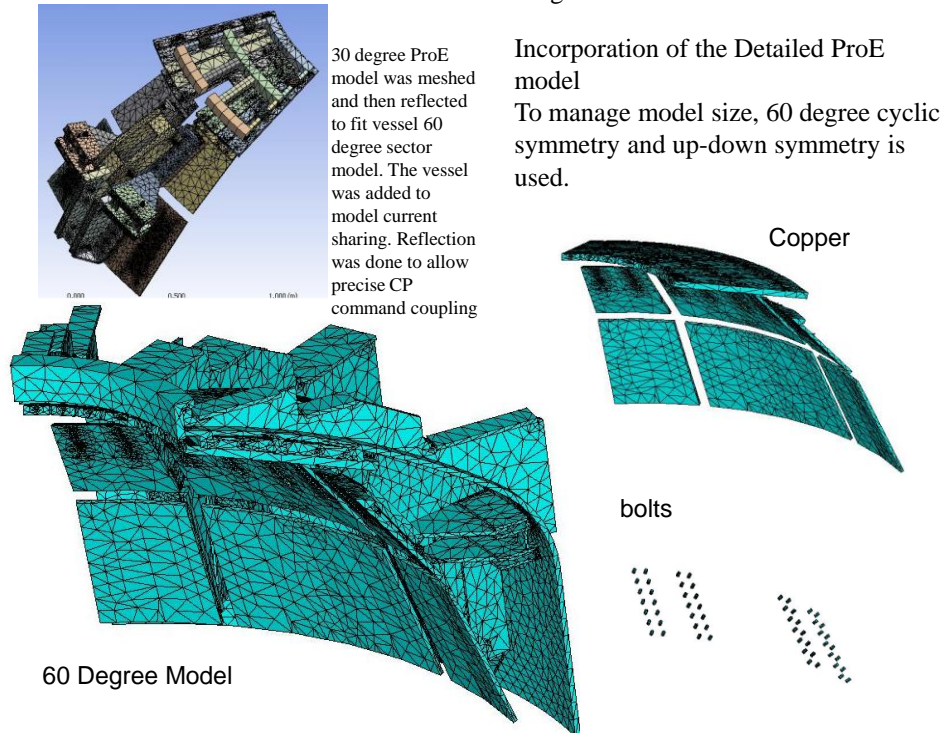 30 degree ProE
model was meshed
and then reflected
to fit vessel 60
degree sector
model. The vessel
was added to
model current
sharing. Reflection
was done to allow
precise CP
command coupling
Incorporation of the Detailed ProE
model
To manage model size, 60 degree cyclic
symmetry and up-down symmetry is
used.
0.000 0.500 1.000 (m)
Copper
bolts
60 Degree Model